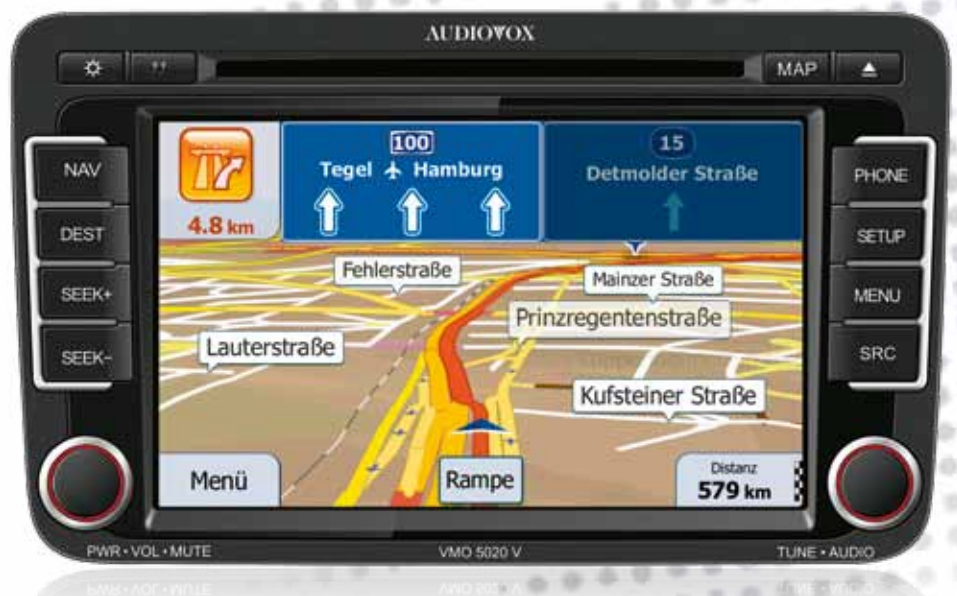 AUDIOVOX
MAP
NAV
DEST
SEEK+
SEEK-
PHONE
SETUP
MENU
SRC
100
Tegel Hamburg
15
Detmolder Straße
4.8 km
Fehlerstraße
Mainzer Straße
Prinzregentenstraße
Lauterstraße
Kufsteiner Straße
Menü
Rampe
Distanz
579 km
PWR • VOL • MUTE
VMO 5020 V
TUNE • AUDIO